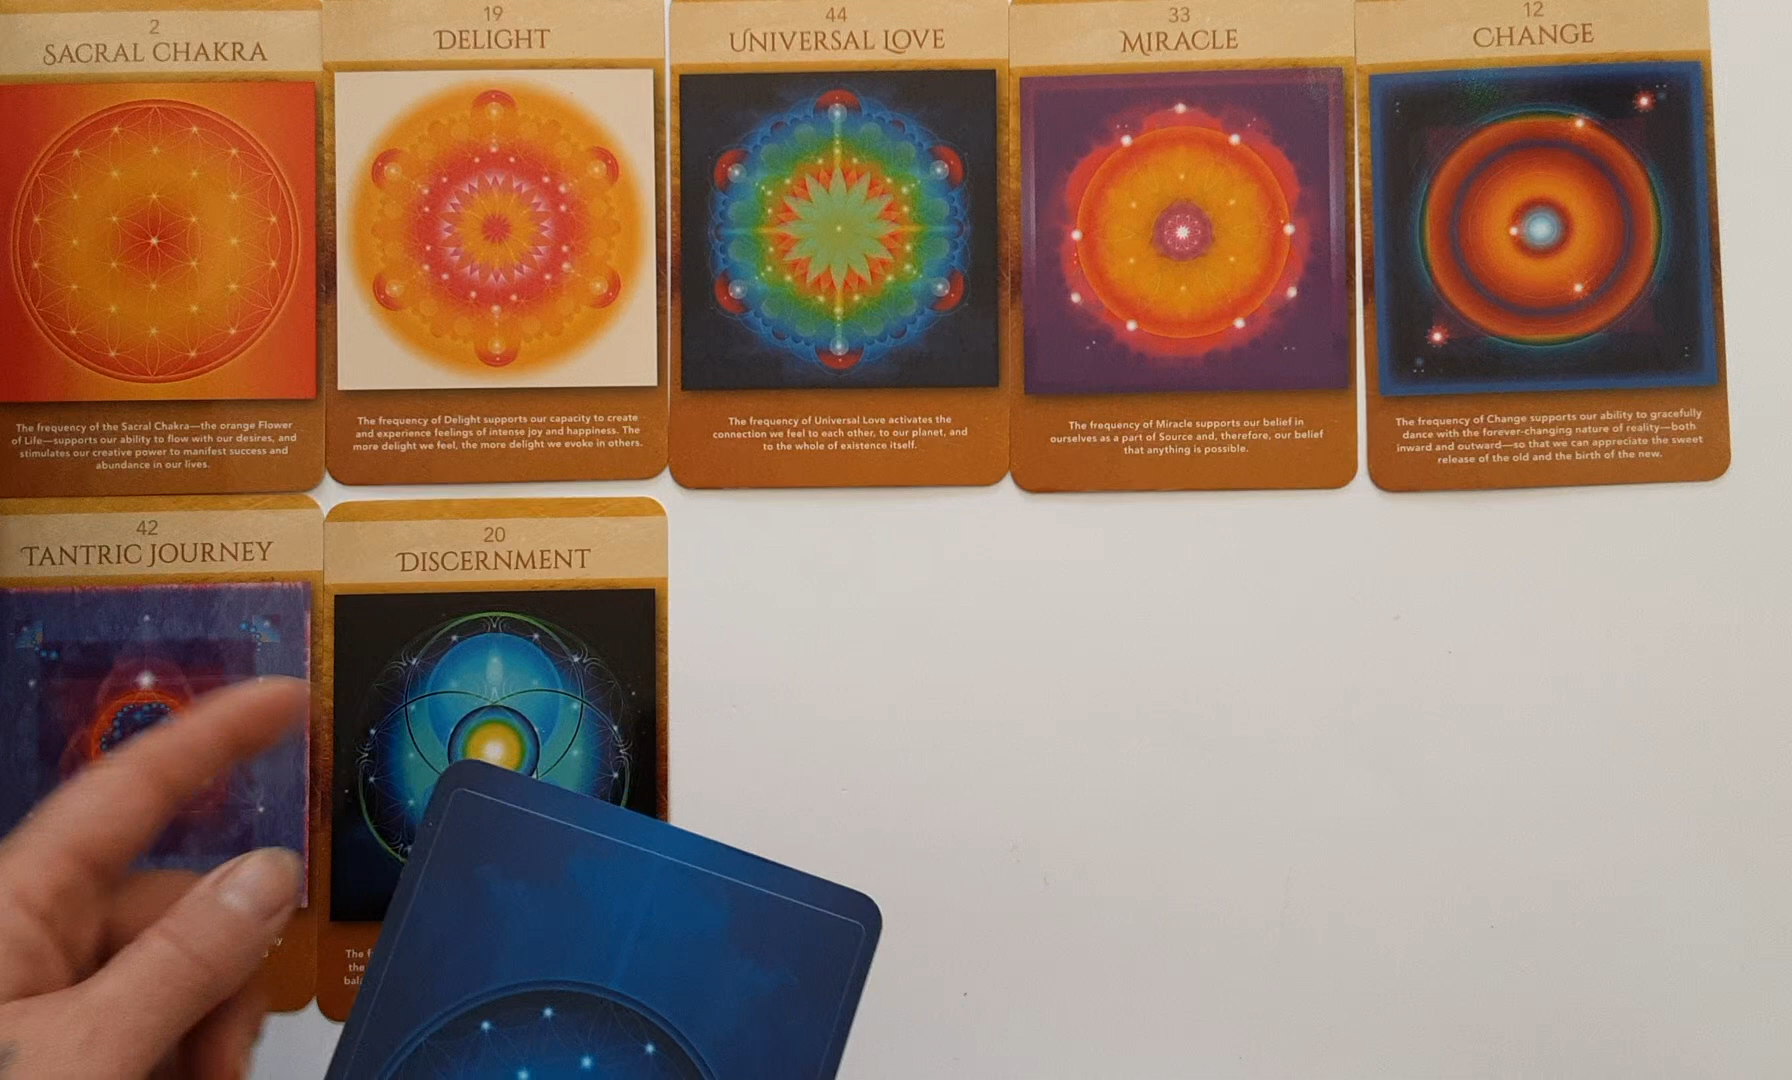 2
SACRAL CHAKRA
The frequency of the Sacral Chakra—the orange Flower
of Life—supports our ability to flow with our desires, and
stimulates our creative power to manifest success and
abundance in our lives.
19
DELIGHT
The frequency of Delight supports our capacity to create
and experience feelings of intense joy and happiness. The
more delight we feel, the more delight we evoke in others.
44
UNIVERSAL LOVE
The frequency of Universal Love activates the
connection we feel to each other, to our planet, and
to the whole of existence itself.
33
MIRACLE
The frequency of Miracle supports our belief in
ourselves as a part of Source and, therefore, our belief
that anything is possible.
12
CHANGE
The frequency of Change supports our ability to gracefully
dance with the forever-changing nature of reality—both
inward and outward—so that we can appreciate the sweet
release of the old and the birth of the new.
42
TANTRIC JOURNEY
20
DISCERNMENT
The
the